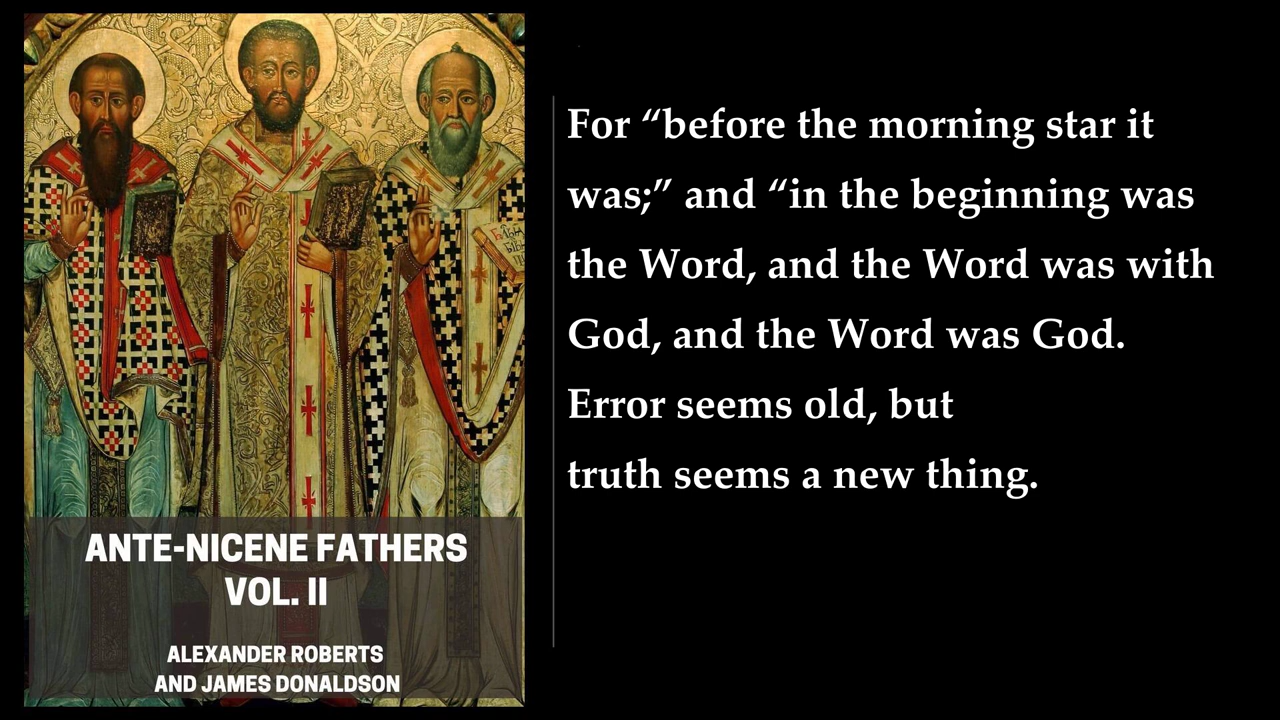 For “before the morning star it
was;” and “in the beginning was
the Word, and the Word was with
God, and the Word was God.
Error seems old, but
truth seems a new thing.
ANTE-NICENE FATHERS
VOL. II
ALEXANDER ROBERTS
AND JAMES DONALDSON